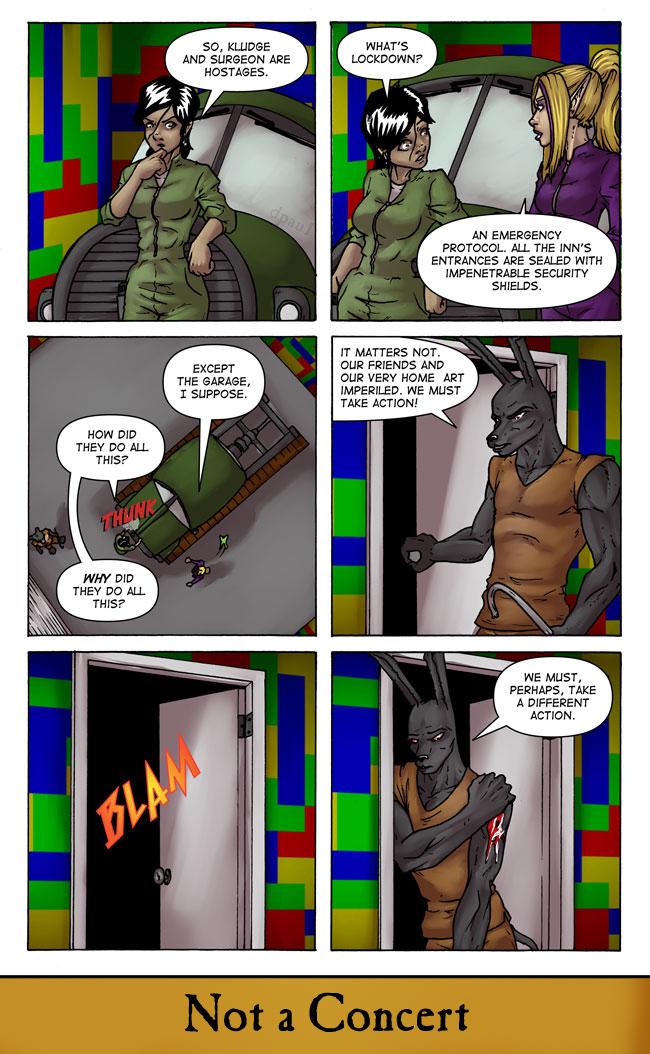 SO, KLUDGE
AND SURGEON ARE
HOSTAGES.
dpaul
WHAT'S
LOCKDOWN?
AN EMERGENCY
PROTOCOL. ALL THE INN'S
ENTRANCES ARE SEALED WITH
IMPENETRABLE SECURITY
SHIELDS.
EXCEPT
THE GARAGE,
I SUPPOSE.
HOW DID
THEY DO ALL
THIS?
THUNK
WHY DID
THEY DO ALL
THIS?
IT MATTERS NOT.
OUR FRIENDS AND
OUR VERY HOME ART
IMPERILED. WE MUST
TAKE ACTION!
BLAM
WE MUST,
PERHAPS, TAKE
A DIFFERENT
ACTION.
Not a Concert